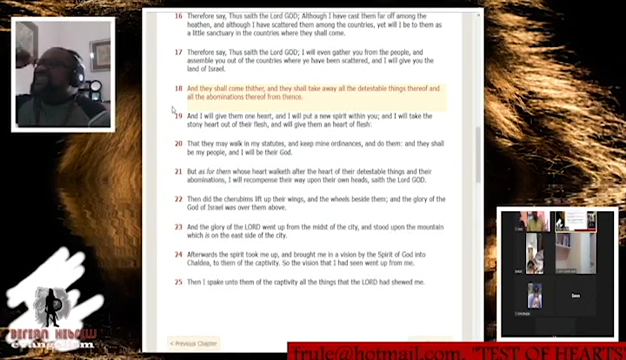 16 Therefore say, Thus saith the Lord GOD; Although I have cast them far off among the
heathen, and although I have scattered them among the countries, yet will I be to them as
a little sanctuary in the countries where they shall come.
17 Therefore say, Thus saith the Lord GOD; I will even gather you from the people, and
assemble you out of the countries where ye have been scattered, and I will give you the
land of Israel.
18 And they shall come thither, and they shall take away all the detestable things thereof and
all the abominations thereof from thence.
19 And I will give them one heart, and I will put a new spirit within you; and I will take the
stony heart out of their flesh, and will give them an heart of flesh:
20 That they may walk in my statutes, and keep mine ordinances, and do them: and they shall
be my people, and I will be their God.
21 But as for them whose heart walketh after the heart of their detestable things and their
abominations, I will recompense their way upon their own heads, saith the Lord GOD.
22 Then did the cherubims lift up their wings, and the wheels beside them; and the glory of the
God of Israel was over them above.
23 And the glory of the LORD went up from the midst of the city, and stood upon the mountain
which is on the east side of the city.
24 Afterwards the spirit took me up, and brought me in a vision by the Spirit of God into
Chaldea, to them of the captivity. So the vision that I had seen went up from me.
25 Then I spake unto them of the captivity all the things that the LORD had shewed me.
< Previous Chapter
BEREAN HEBREW
Trule@hotmail.com. "TEST OF HEARTS